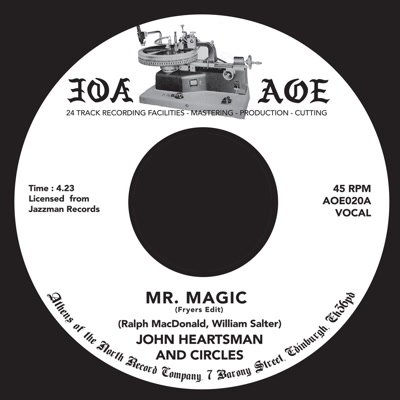 AOE AOE
24 TRACK RECORDING FACILITIES - MASTERING - PRODUCTION - CUTTING
Time : 4.23
Licensed from
Jazzman Records
45 RPM
AOE020A
VOCAL
MR. MAGIC
(Fryers Edit)
(Ralph MacDonald, William Salter)
JOHN HEARTSMAN
AND CIRCLES
Athens of the North Record Company, 7 Barony Street, Edinburgh, Eh36pd